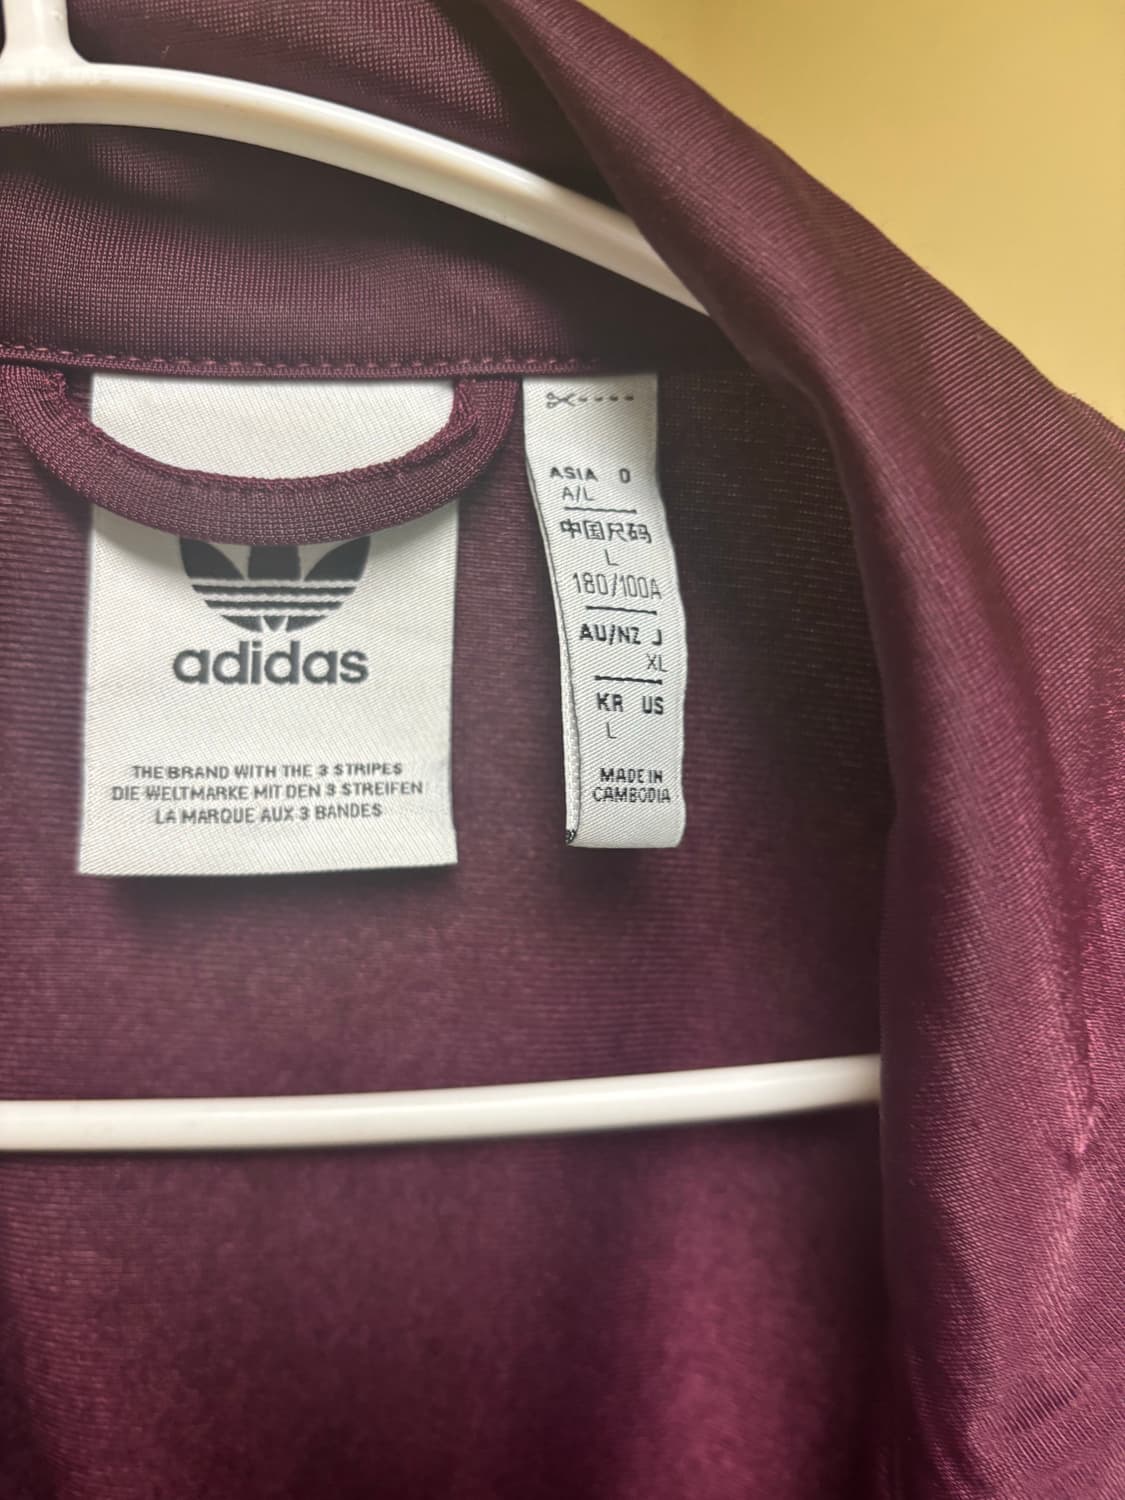 adidas
THE BRAND WITH THE 3 STRIPES
DIE WELTMARKE MIT DEN 3 STREIFEN
LA MARQUE AUX 3 BANDES
ASIA
A/L
中国尺码
L
180/100A
AU/NZ J
XL
KR US
L
MADE IN
CAMBODIA